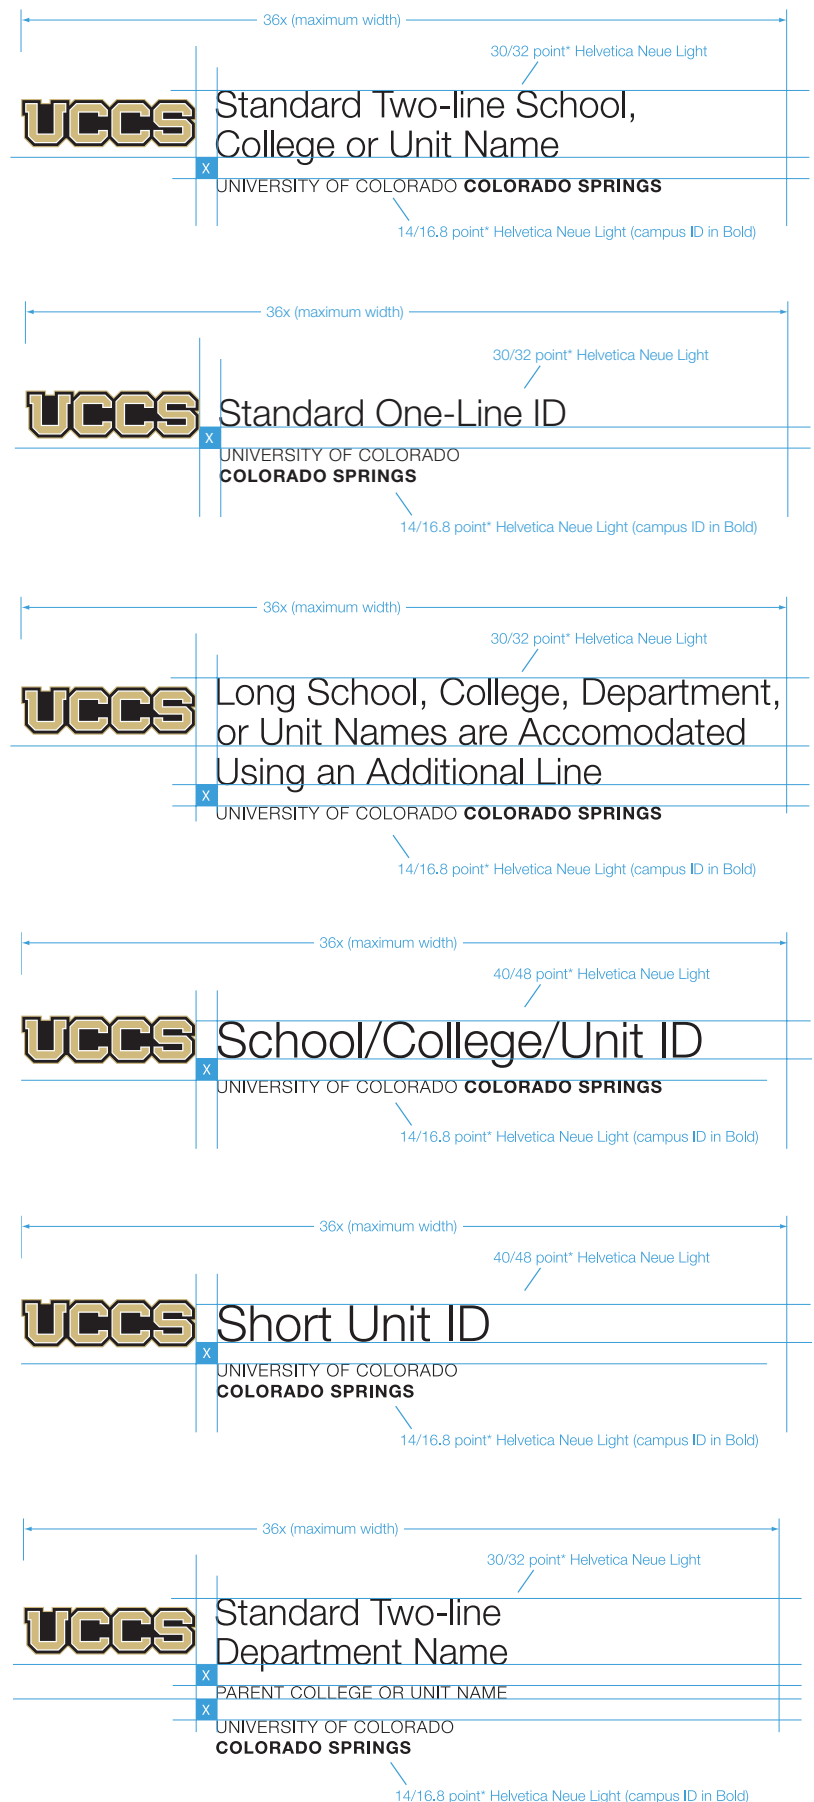 36x (maximum width)
30/32 point* Helvetica Neue Light
UCCS
Standard Two-line School,
College or Unit Name
X
UNIVERSITY OF COLORADO COLORADO SPRINGS
14/16.8 point* Helvetica Neue Light (campus ID in Bold)
36x (maximum width)
30/32 point* Helvetica Neue Light
UCCS
Standard One-Line ID
X
UNIVERSITY OF COLORADO
COLORADO SPRINGS
14/16.8 point* Helvetica Neue Light (campus ID in Bold)
36x (maximum width)
30/32 point* Helvetica Neue Light
UCCS
Long School, College, Department,
or Unit Names are Accomodated
Using an Additional Line
X
UNIVERSITY OF COLORADO COLORADO SPRINGS
14/16.8 point* Helvetica Neue Light (campus ID in Bold)
36x (maximum width)
40/48 point* Helvetica Neue Light
UCCS
School/College/Unit ID
X
UNIVERSITY OF COLORADO COLORADO SPRINGS
14/16.8 point* Helvetica Neue Light (campus ID in Bold)
36x (maximum width)
40/48 point* Helvetica Neue Light
UCCS
Short Unit ID
X
UNIVERSITY OF COLORADO
COLORADO SPRINGS
14/16.8 point* Helvetica Neue Light (campus ID in Bold)
36x (maximum width)
30/32 point* Helvetica Neue Light
UCCS
Standard Two-line
Department Name
X
PARENT COLLEGE OR UNIT NAME
X
UNIVERSITY OF COLORADO
COLORADO SPRINGS
14/16.8 point* Helvetica Neue Light (campus ID in Bold)